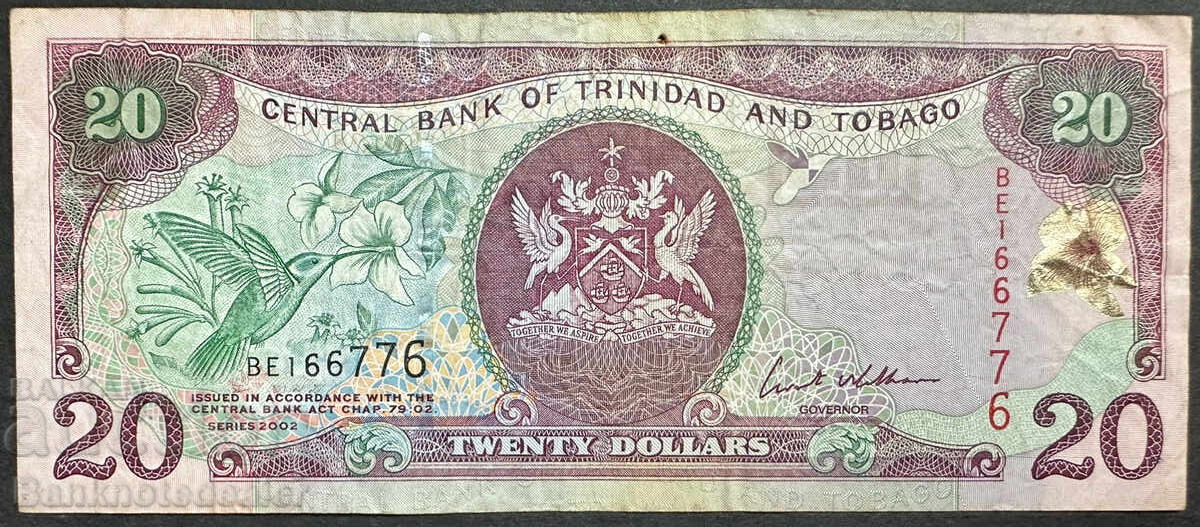 20
20
CENTRAL BANK OF TRINIDAD AND TOBAGO
BE166776
TOGETHER WE ASPIRE TOGETHER WE ACHIEVE
BE166776
ISSUED IN ACCORDANCE WITH THE
CENTRAL BANK ACT CHAP. 79:02.
SERIES 2002
GOVERNOR
20
TWENTY DOLLARS
20